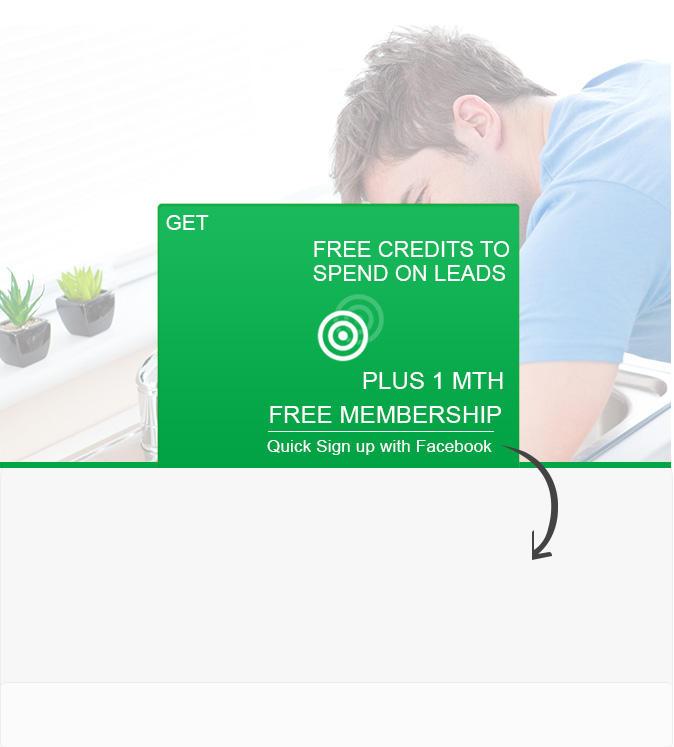 GET
FREE CREDITS TO
SPEND ON LEADS
PLUS 1 MTH
FREE MEMBERSHIP
Quick Sign up with Facebook